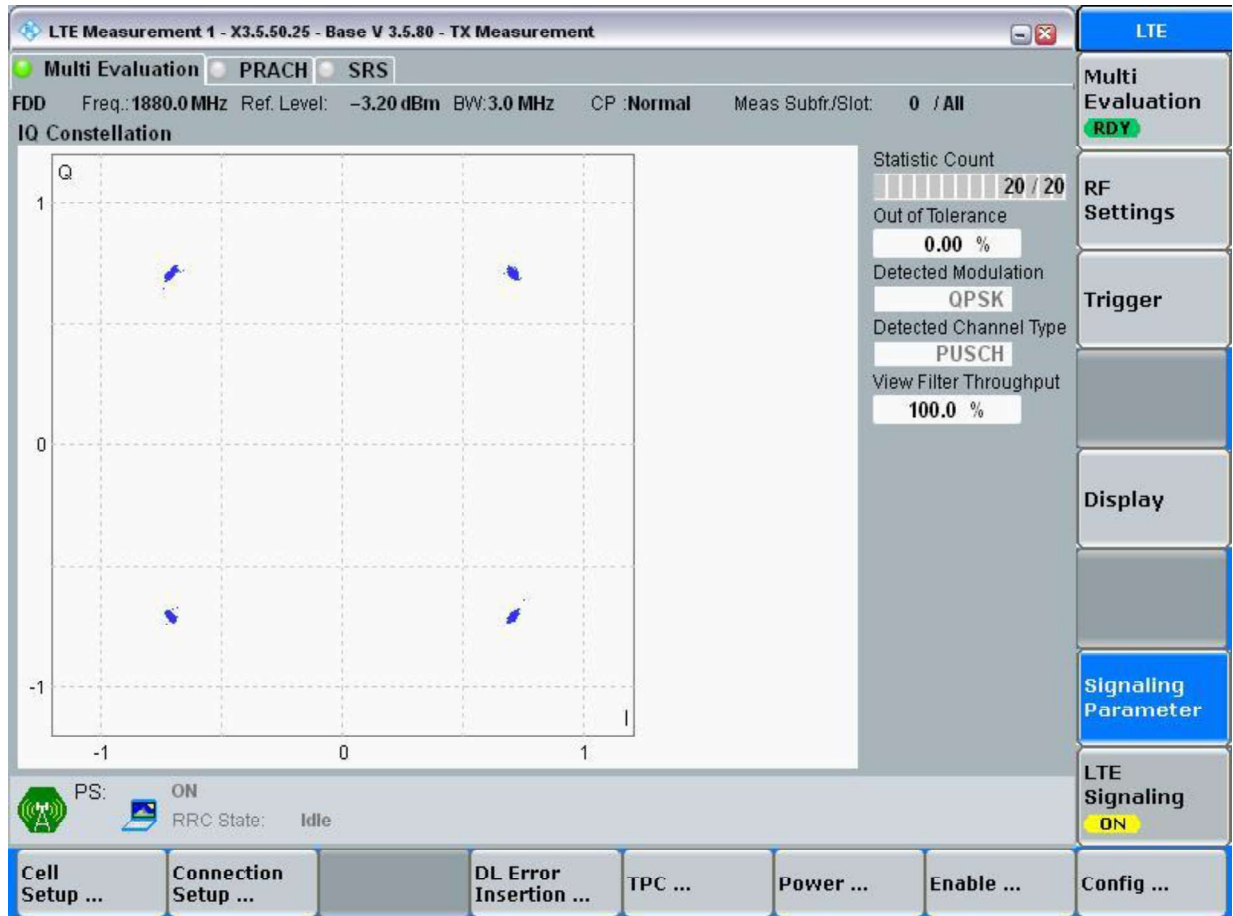 LTE Measurement 1 - X3.5.50.25 - Base V 3.5.80 - TX Measurement
LTE
Multi Evaluation PRACH SRS
FDD Freq.: 1880.0 MHz Ref. Level: -3.20 dBm BW: 3.0 MHz CP : Normal Meas Subfr./Slot: 0 / All
IQ Constellation
Q
1
0
-1
-1 0 1
I
Statistic Count
20 / 20
Out of Tolerance
0.00 %
Detected Modulation
QPSK
Detected Channel Type
PUSCH
View Filter Throughput
100.0 %
Multi
Evaluation
RDY
RF
Settings
Trigger
Display
Signaling
Parameter
LTE
Signaling
ON
PS: ON
RRC State: Idle
Cell
Setup ...
Connection
Setup ...
DL Error
Insertion ...
TPC ...
Power ...
Enable ...
Config ...